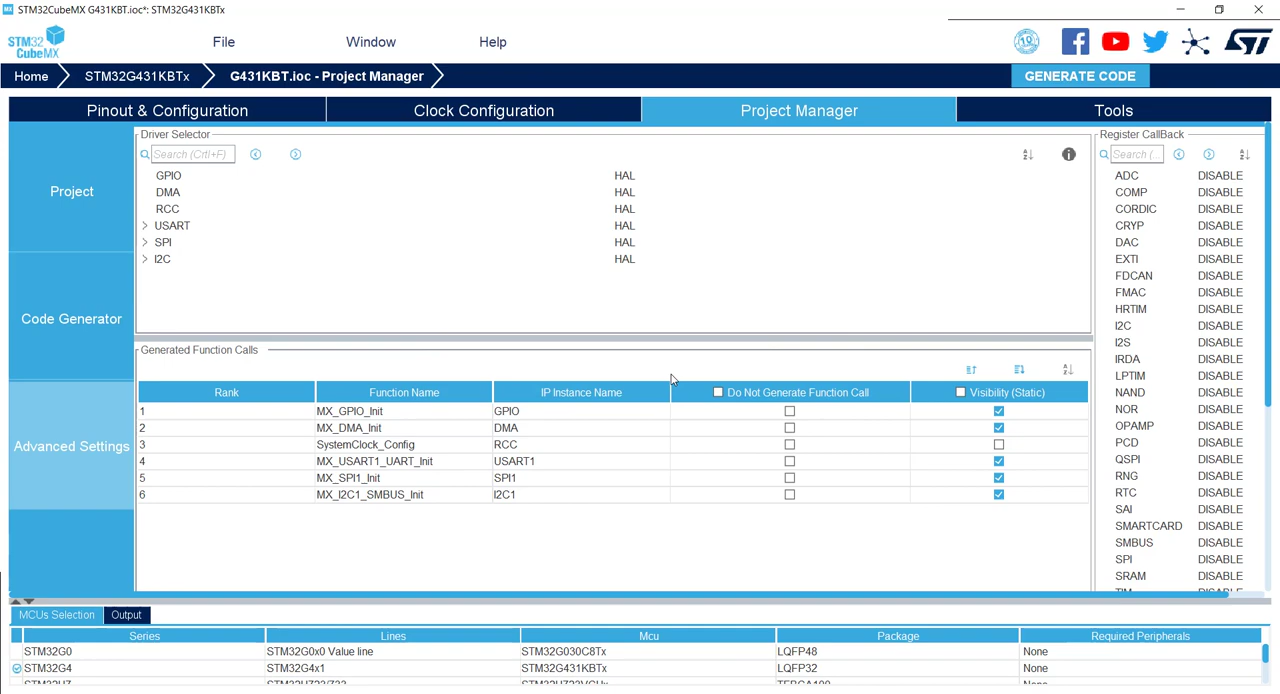 STM32CubeMX G431KBT.ioc*: STM32G431KBTx
STM32
CubeMX
File Window Help
10
Home STM32G431KBTx G431KBT.ioc - Project Manager GENERATE CODE
Pinout & Configuration Clock Configuration Project Manager Tools
Project
Code Generator
Advanced Settings
Driver Selector
Search (Crtl+F)
GPIO HAL
DMA HAL
RCC HAL
USART HAL
SPI HAL
I2C HAL
Generated Function Calls
Rank Function Name IP Instance Name Do Not Generate Function Call Visibility (Static)
1 MX_GPIO_Init GPIO
2 MX_DMA_Init DMA
3 SystemClock_Config RCC
4 MX_USART1_UART_Init USART1
5 MX_SPI1_Init SPI1
6 MX_I2C1_SMBUS_Init I2C1
Register CallBack
Search (...
ADC DISABLE
COMP DISABLE
CORDIC DISABLE
CRYP DISABLE
DAC DISABLE
EXTI DISABLE
FDCAN DISABLE
FMAC DISABLE
HRTIM DISABLE
I2C DISABLE
I2S DISABLE
IRDA DISABLE
LPTIM DISABLE
NAND DISABLE
NOR DISABLE
OPAMP DISABLE
PCD DISABLE
QSPI DISABLE
RNG DISABLE
RTC DISABLE
SAI DISABLE
SMARTCARD DISABLE
SMBUS DISABLE
SPI DISABLE
SRAM DISABLE
MCUs Selection Output
Series Lines Mcu Package Required Peripherals
STM32G0 STM32G0x0 Value line STM32G030C8Tx LQFP48 None
STM32G4 STM32G4x1 STM32G431KBTx LQFP32 None